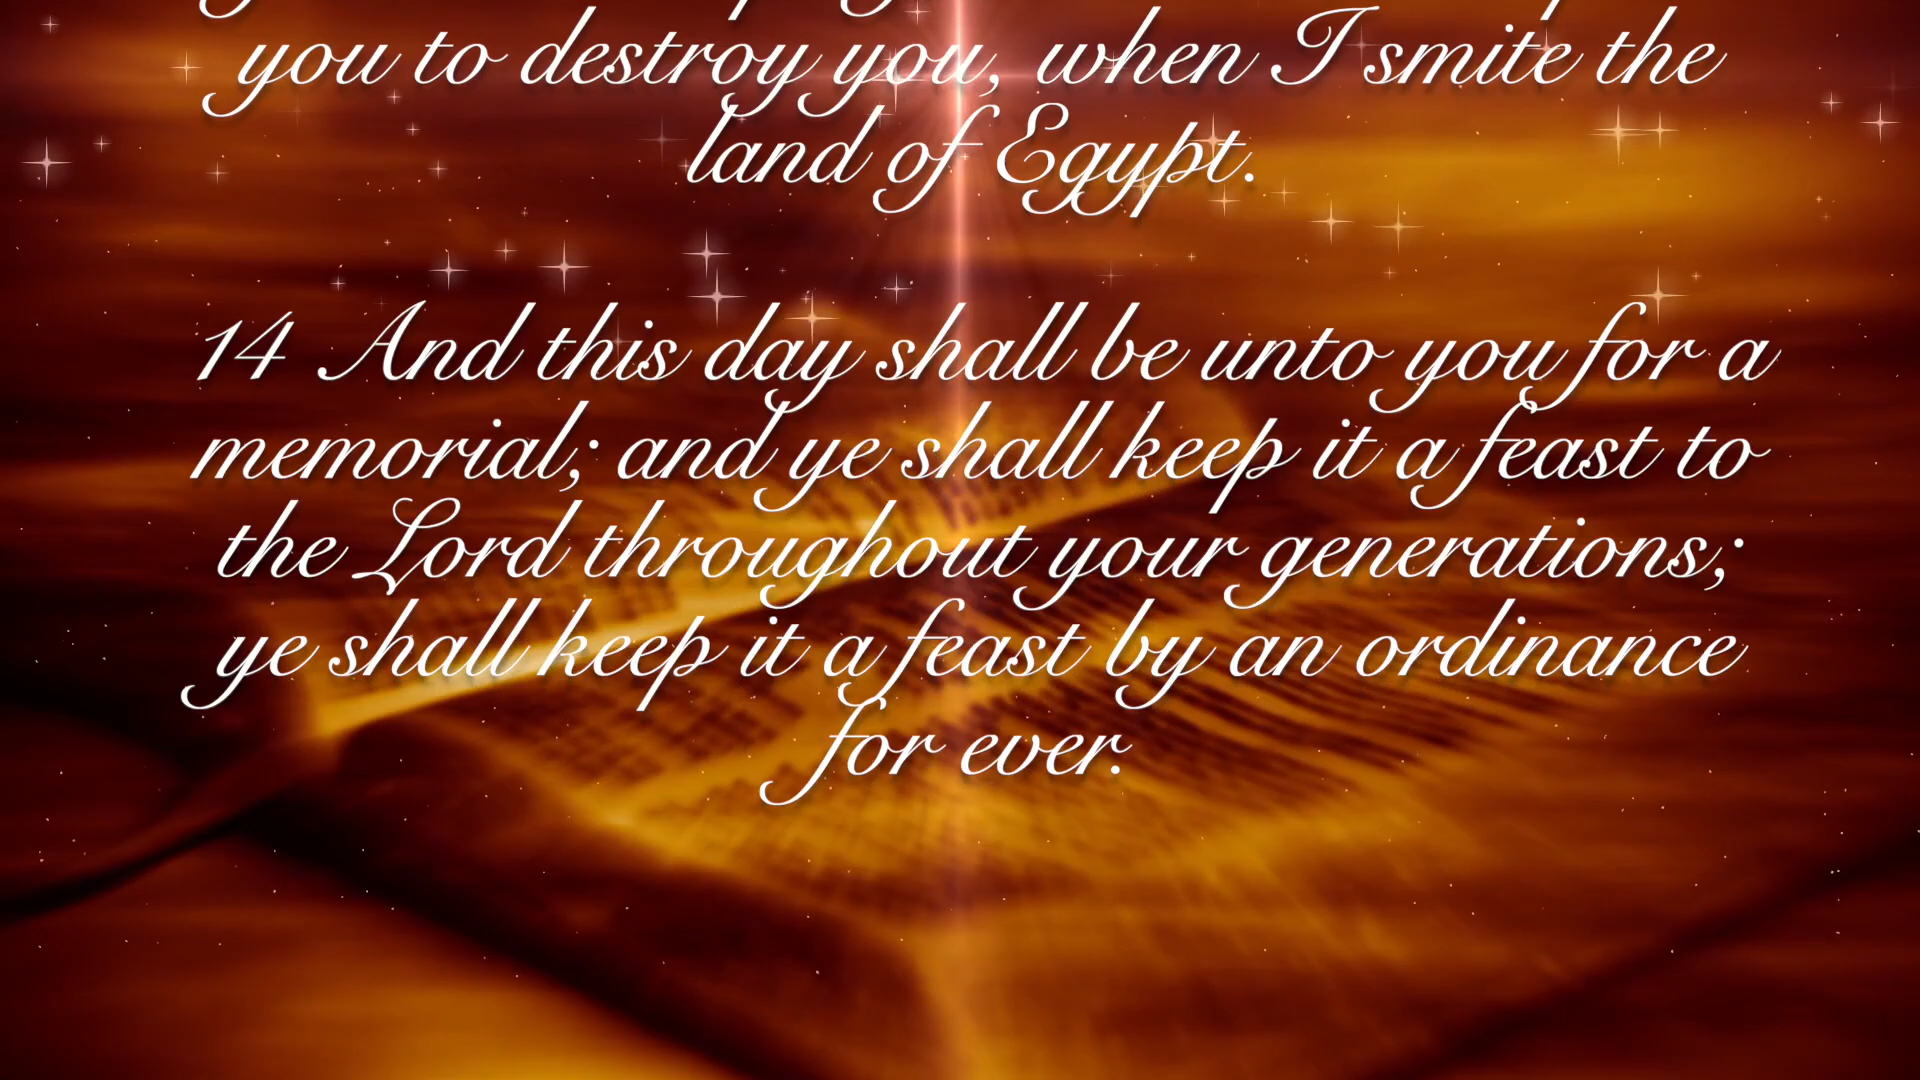 you to destroy you, when I smite the
land of Egypt.
14 And this day shall be unto you for a
memorial; and ye shall keep it a feast to
the Lord throughout your generations;
ye shall keep it a feast by an ordinance
for ever.